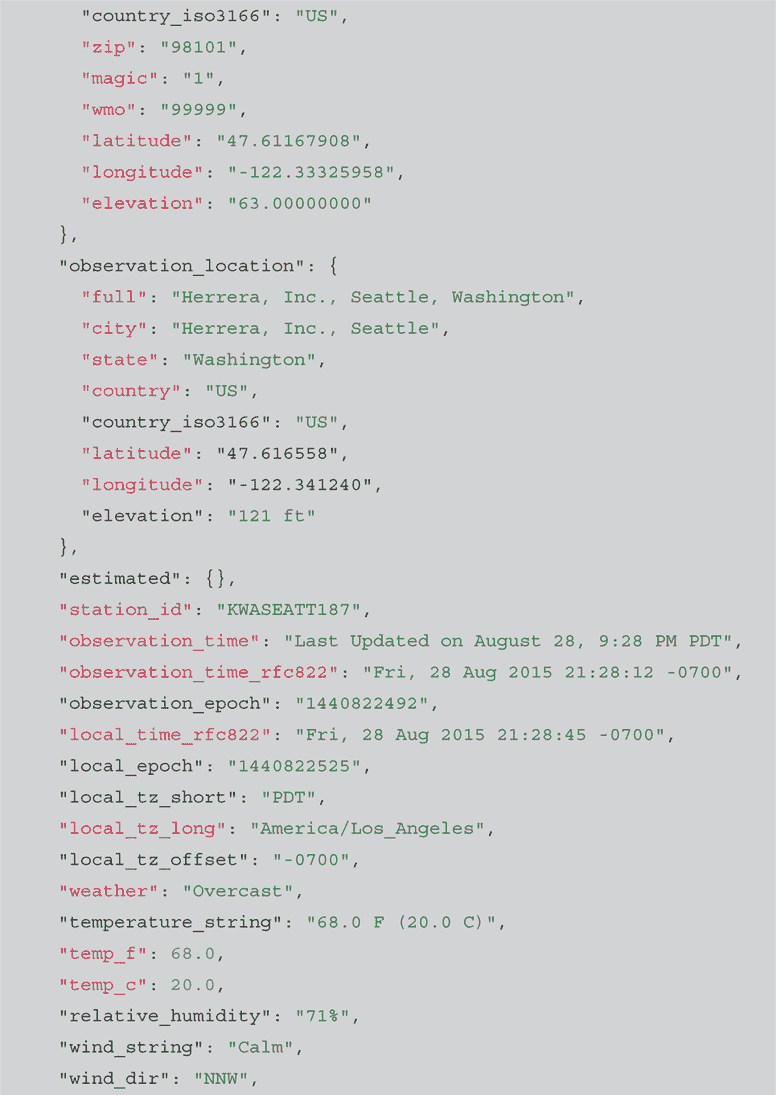 "country_iso3166": "US",
"zip": "98101",
"magic": "1",
"wmo": "99999",
"latitude": "47.61167908",
"longitude": "-122.33325958",
"elevation": "63.00000000"
},
"observation_location": {
"full": "Herrera, Inc., Seattle, Washington",
"city": "Herrera, Inc., Seattle",
"state": "Washington",
"country": "US",
"country_iso3166": "US",
"latitude": "47.616558",
"longitude": "-122.341240",
"elevation": "121 ft"
},
"estimated": {},
"station_id": "KWASEATT187",
"observation_time": "Last Updated on August 28, 9:28 PM PDT",
"observation_time_rfc822": "Fri, 28 Aug 2015 21:28:12 -0700",
"observation_epoch": "1440822492",
"local_time_rfc822": "Fri, 28 Aug 2015 21:28:45 -0700",
"local_epoch": "1440822525",
"local_tz_short": "PDT",
"local_tz_long": "America/Los_Angeles",
"local_tz_offset": "-0700",
"weather": "Overcast",
"temperature_string": "68.0 F (20.0 C)",
"temp_f": 68.0,
"temp_c": 20.0,
"relative_humidity": "71%",
"wind_string": "Calm",
"wind_dir": "NNW",